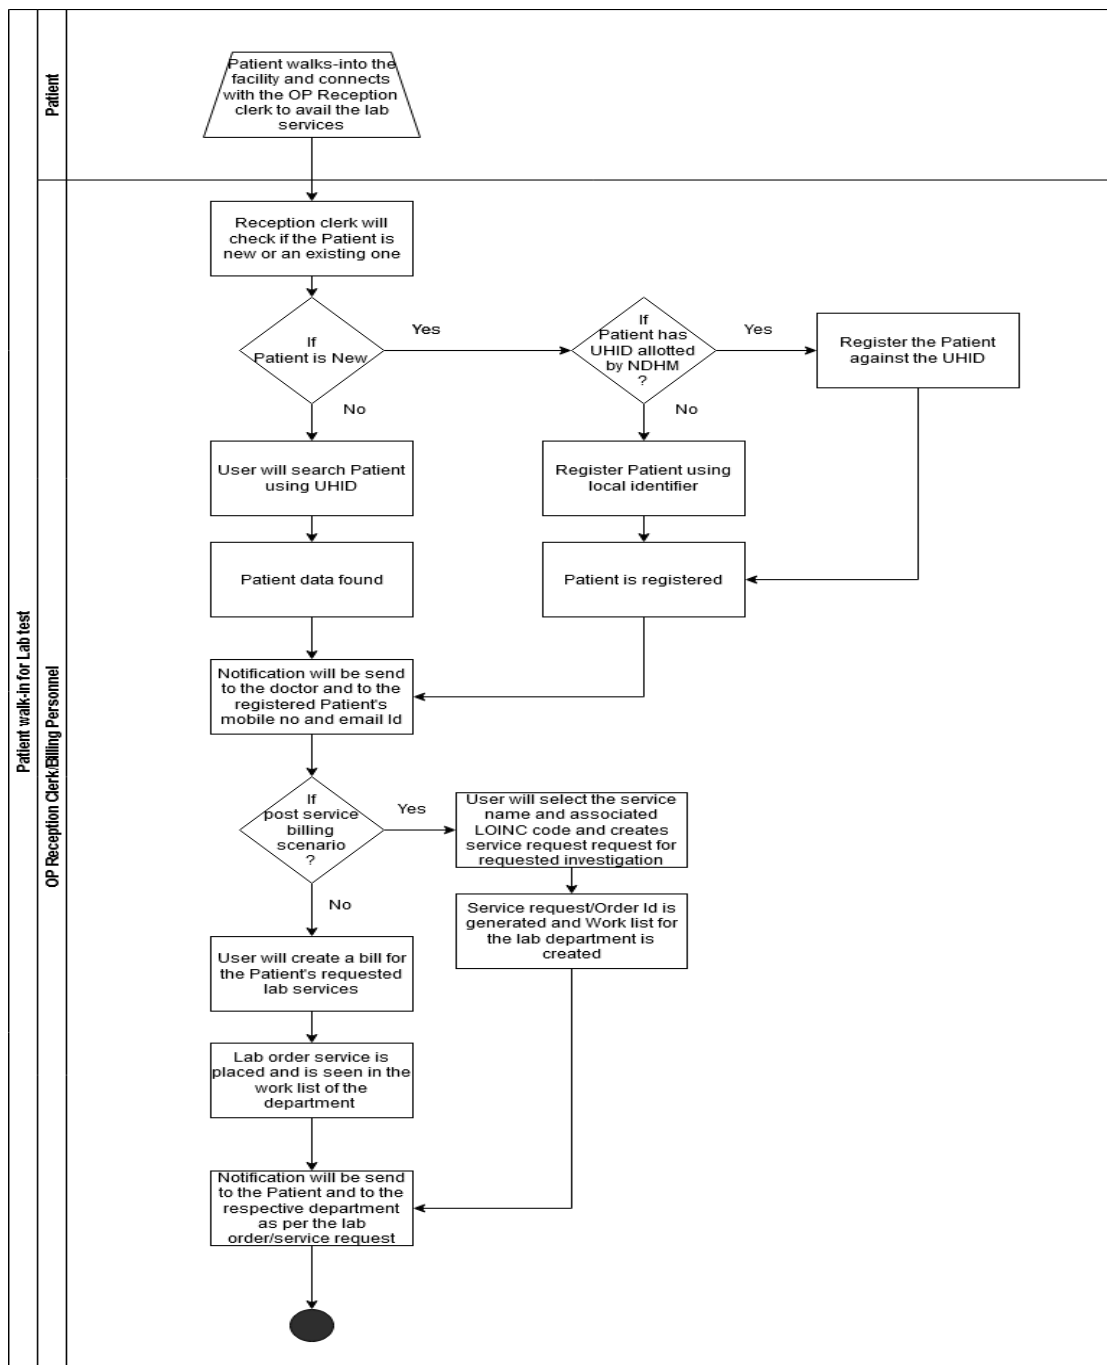 Patient walk-in for Lab test
Patient
OP Reception Clerk/Billing Personnel
Patient walks-into the
facility and connects
with the OP Reception
clerk to avail the lab
services
Reception clerk will
check if the Patient is
new or an existing one
If
Patient is New
Yes
If
Patient has
UHID allotted
by NDHM
?
Yes
Register the Patient
against the UHID
No
No
User will search Patient
using UHID
Register Patient using
local identifier
Patient data found
Patient is registered
Notification will be send
to the doctor and to the
registered Patient's
mobile no and email Id
If
post service
billing
scenario
?
Yes
User will select the service
name and associated
LOINC code and creates
service request request for
requested investigation
No
Service request/Order Id is
generated and Work list for
the lab department is
created
User will create a bill for
the Patient's requested
lab services
Lab order service is
placed and is seen in the
work list of the
department
Notification will be send
to the Patient and to the
respective department
as per the lab
order/service request